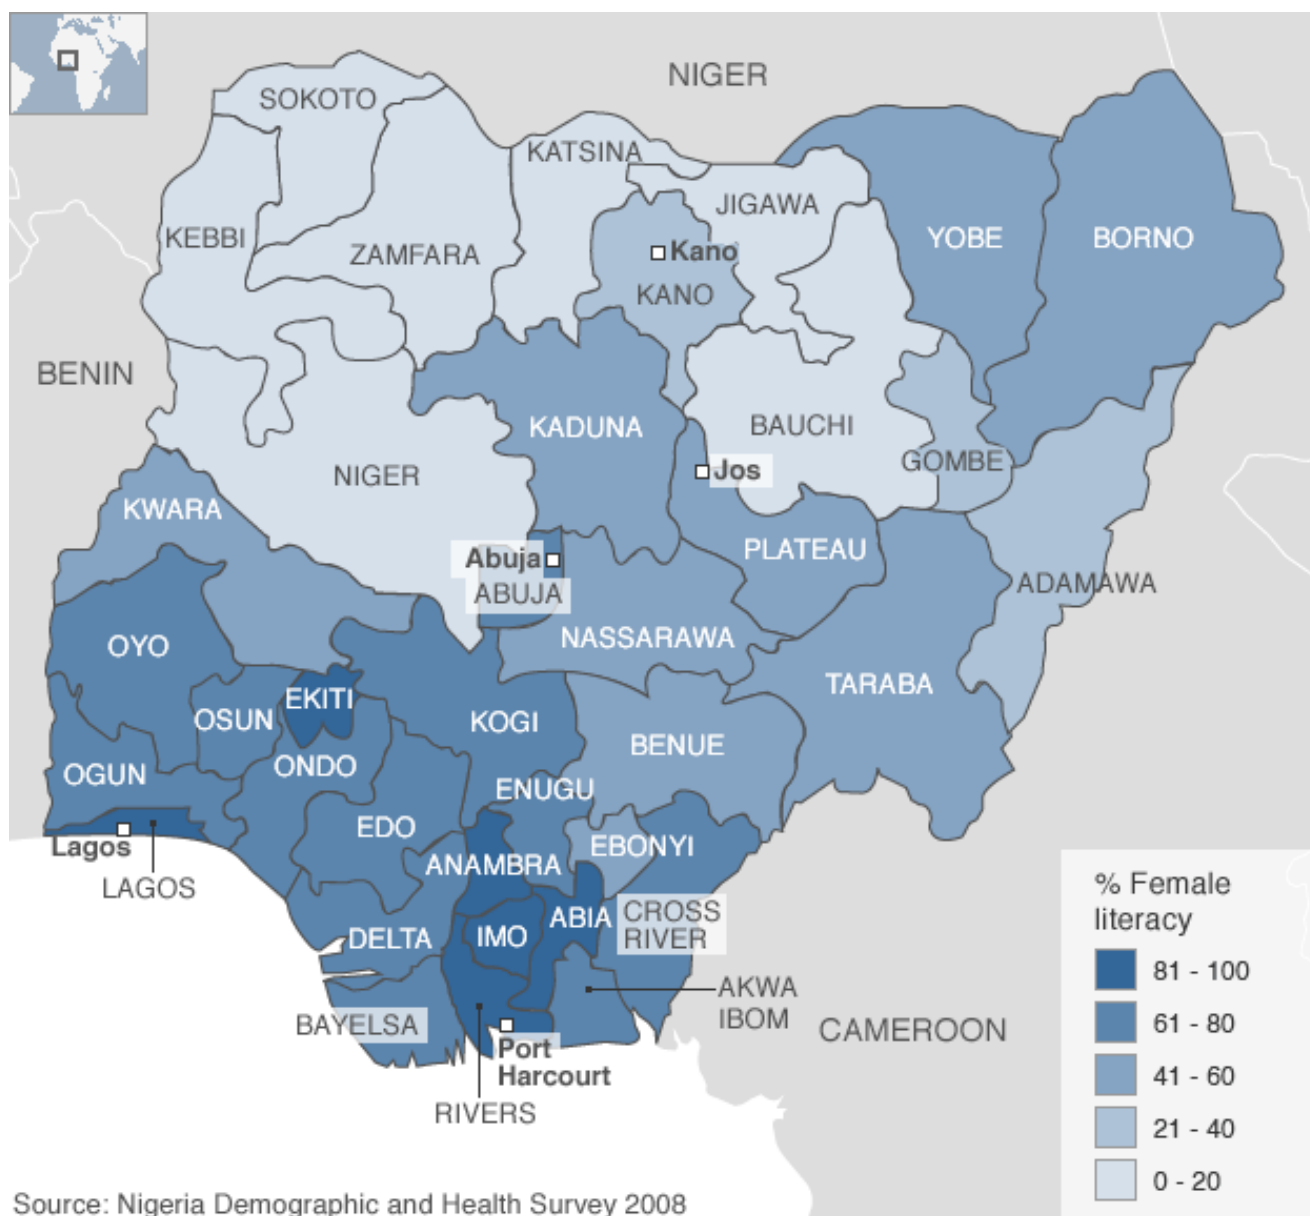 NIGER
SOKOTO
KATSINA
JIGAWA
KEBBI
ZAMFARA
YOBE
BORNO
Kano
KANO
BENIN
KADUNA
BAUCHI
NIGER
GOMBE
Jos
KWARA
Abuja
ABUJA
PLATEAU
ADAMAWA
NASSARAWA
OYO
TARABA
EKITI
OSUN
KOGI
BENUE
OGUN
ONDO
ENUGU
EDO
EBONYI
Lagos
LAGOS
ANAMBRA
ABIA
CROSS
RIVER
DELTA
IMO
AKWA
IBOM
BAYELSA
Port
Harcourt
RIVERS
CAMEROON
% Female
literacy
81 - 100
61 - 80
41 - 60
21 - 40
0 - 20
Source: Nigeria Demographic and Health Survey 2008